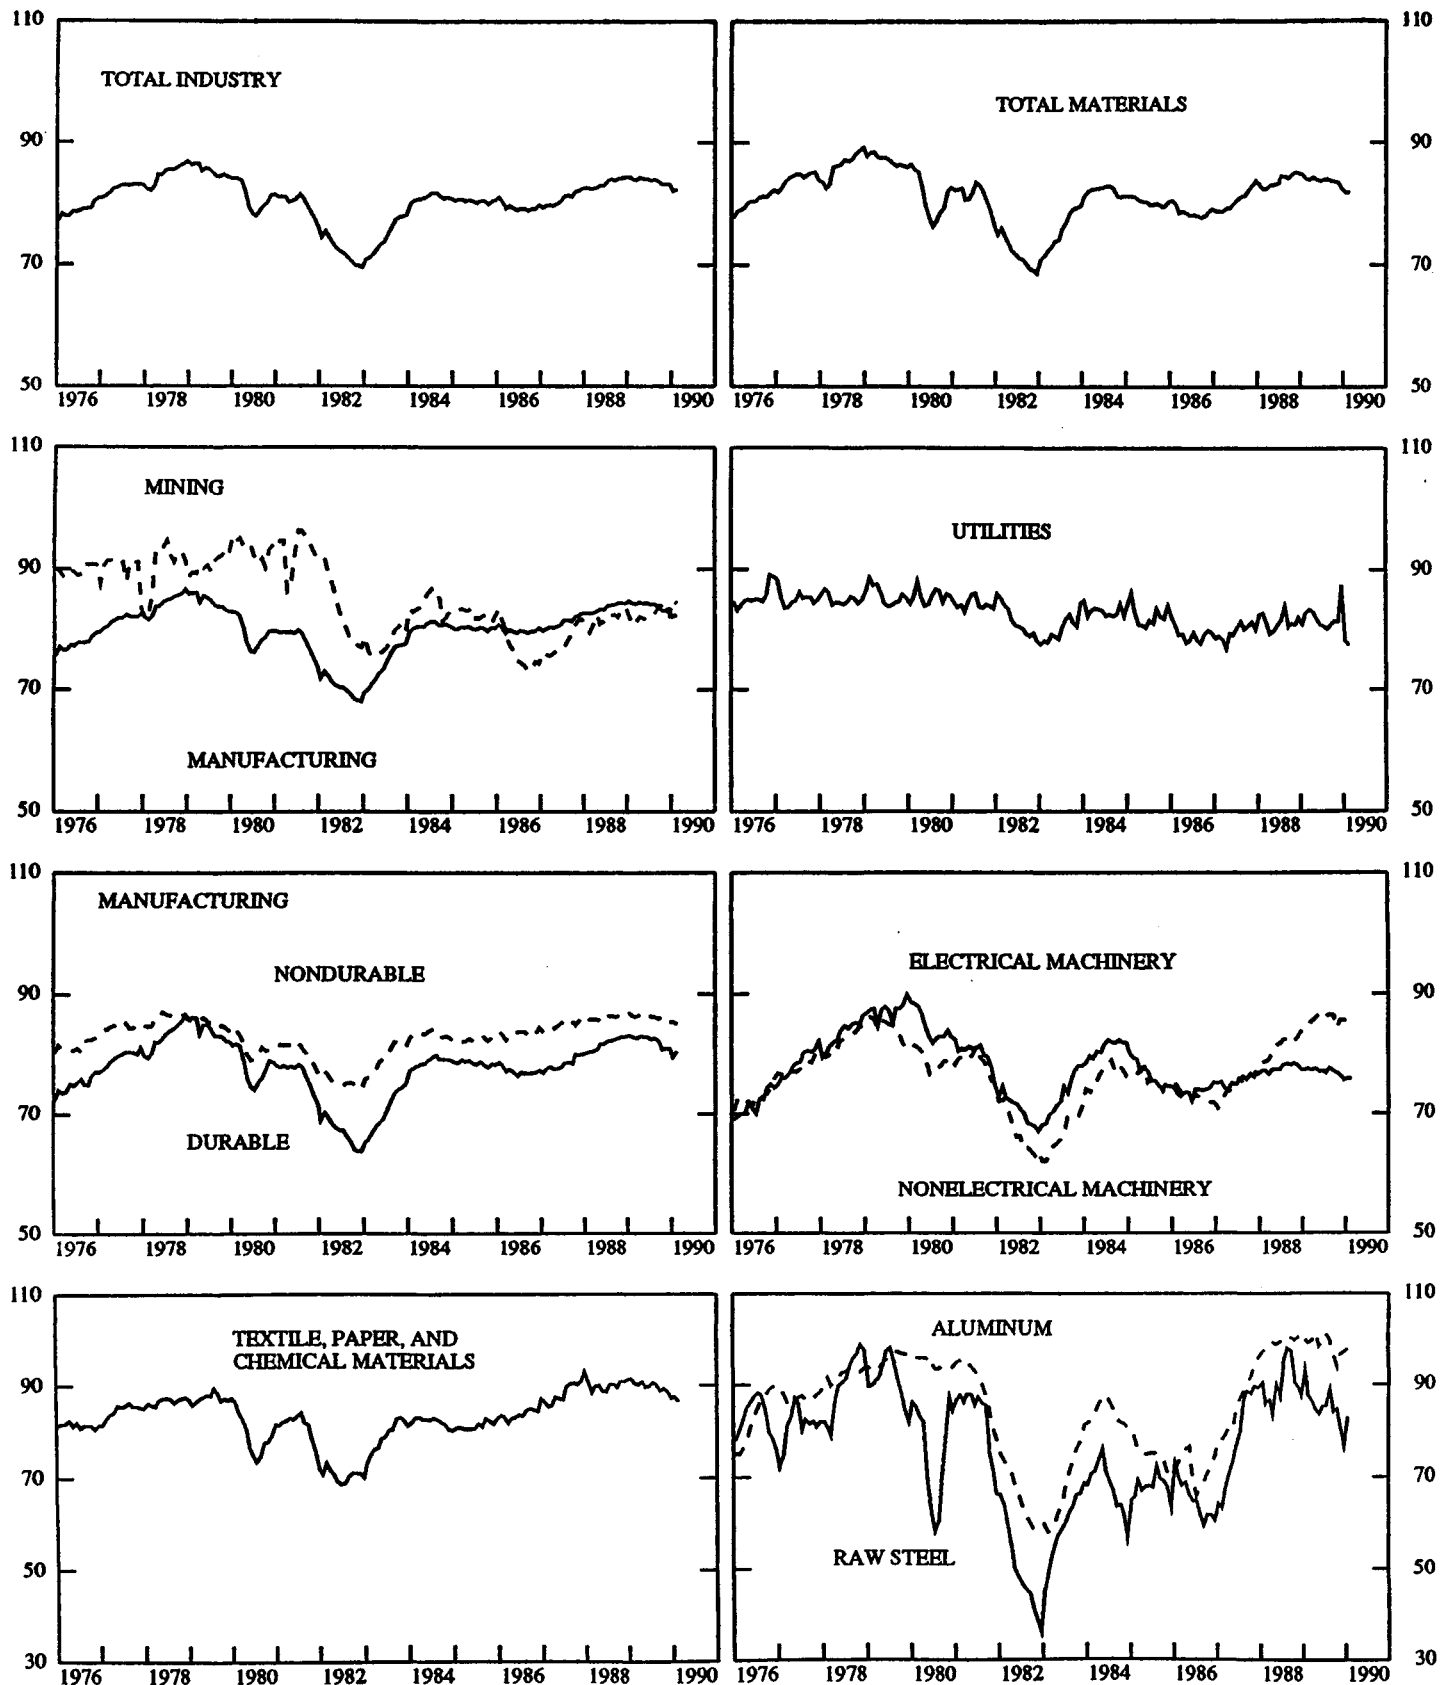 110
TOTAL INDUSTRY
90
70
50
1976 1978 1980 1982 1984 1986 1988 1990
110
TOTAL MATERIALS
90
70
50
1976 1978 1980 1982 1984 1986 1988 1990
110
MINING
90
70
MANUFACTURING
50
1976 1978 1980 1982 1984 1986 1988 1990
110
UTILITIES
90
70
50
1976 1978 1980 1982 1984 1986 1988 1990
110
MANUFACTURING
NONDURABLE
90
70
DURABLE
50
1976 1978 1980 1982 1984 1986 1988 1990
110
ELECTRICAL MACHINERY
90
70
NONELECTRICAL MACHINERY
50
1976 1978 1980 1982 1984 1986 1988 1990
110
TEXTILE, PAPER, AND
CHEMICAL MATERIALS
90
70
50
30
1976 1978 1980 1982 1984 1986 1988 1990
110
ALUMINUM
90
70
RAW STEEL
50
30
1976 1978 1980 1982 1984 1986 1988 1990